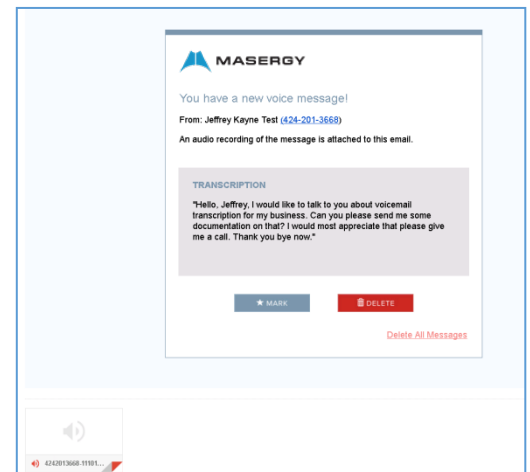 MASERGY
You have a new voice message!
From: Jeffrey Kayne Test (424-201-3668)
An audio recording of the message is attached to this email.
TRANSCRIPTION
"Hello, Jeffrey, I would like to talk to you about voicemail
transcription for my business. Can you please send me some
documentation on that? I would most appreciate that please give
me a call. Thank you bye now."
★ MARK
DELETE
Delete All Messages
4242013668-11101...